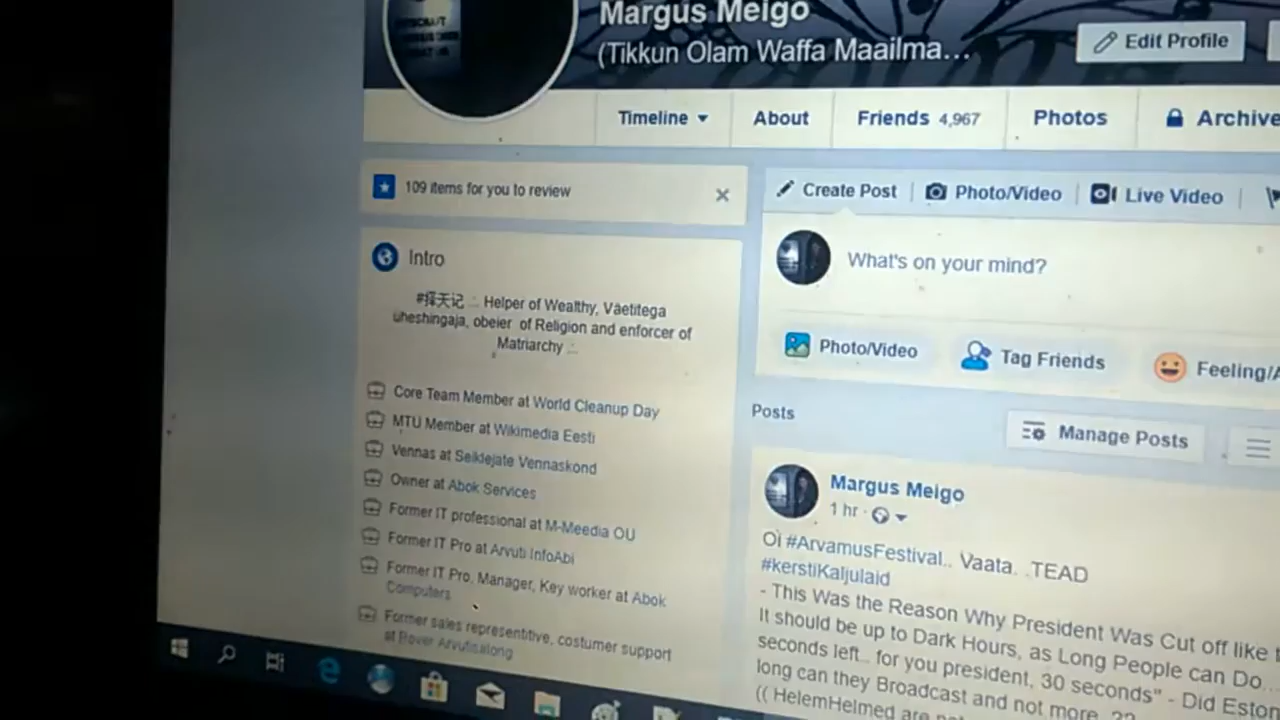 Margus Meigo
(Tikkun Olam Waffa Maailma...
Edit Profile
Timeline
About
Friends 4,967
Photos
Archive
109 items for you to review
Create Post
Photo/Video
Live Video
What's on your mind?
Intro
#择天记 ∴ Helper of Wealthy, Väetitega
uheshingaja, obeier of Religion and enforcer of
Matriarchy ∴
Photo/Video
Tag Friends
Feeling/A
Core Team Member at World Cleanup Day
MTÜ Member at Wikimedia Eesti
Vennas at Seiklejate Vennaskond
Owner at Abok Services
Former IT professional at M-Meedia OU
Former IT Pro at Arvuti InfoAbi
Former IT Pro, Manager, Key worker at Abok
Computers
Former sales representitive, costumer support
at Rover Arvutisalong
Posts
Manage Posts
Margus Meigo
1 hr
Oi #ArvamusFestival.. Vaata. .TEAD
#kerstiKaljulaid
- This Was the Reason Why President Was Cut off like t
It should be up to Dark Hours, as Long People can Do...
seconds left.. for you president, 30 seconds" - Did Eston
long can they Broadcast and not more. ??
(( HelemHelmed are